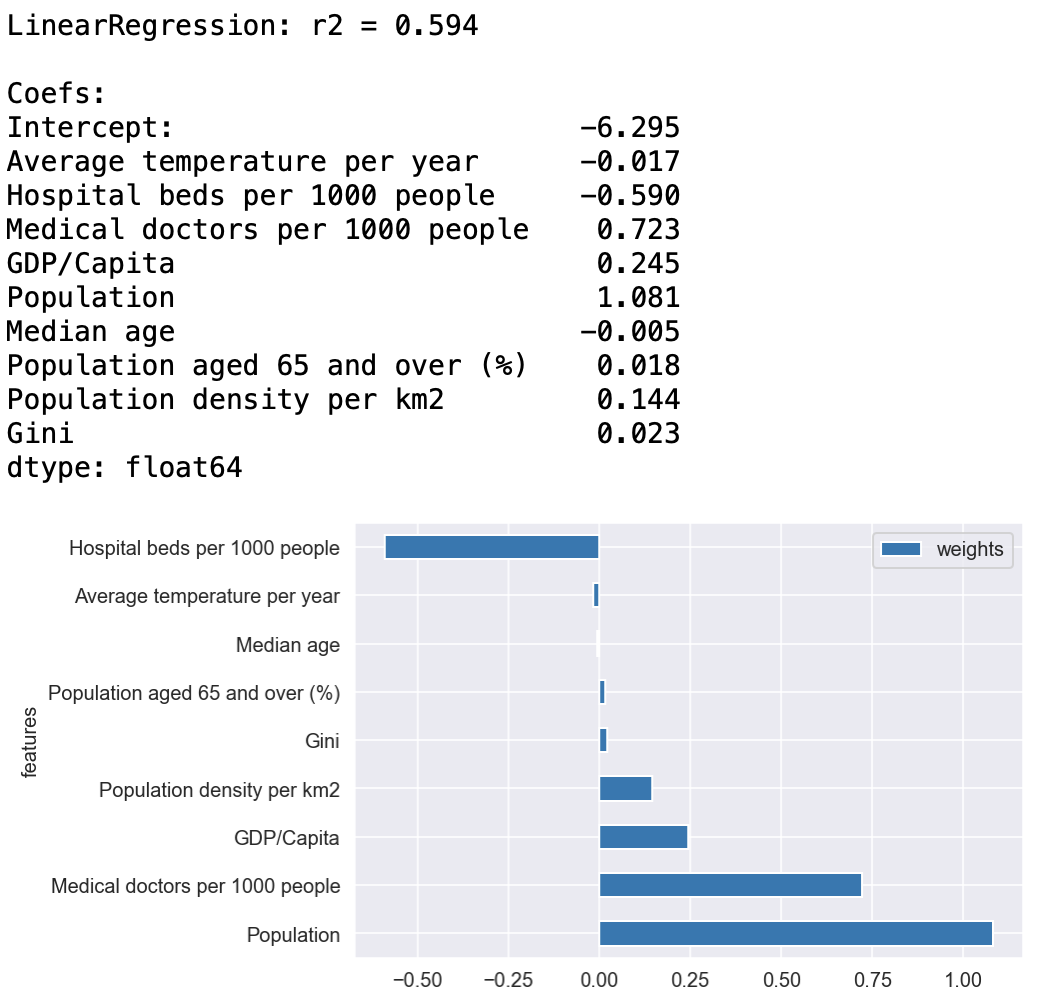 LinearRegression: r2 = 0.594
Coefs:
Intercept: -6.295
Average temperature per year -0.017
Hospital beds per 1000 people -0.590
Medical doctors per 1000 people 0.723
GDP/Capita 0.245
Population 1.081
Median age -0.005
Population aged 65 and over (%) 0.018
Population density per km2 0.144
Gini 0.023
dtype: float64
weights
features
Hospital beds per 1000 people
Average temperature per year
Median age
Population aged 65 and over (%)
Gini
Population density per km2
GDP/Capita
Medical doctors per 1000 people
Population
−0.50 −0.25 0.00 0.25 0.50 0.75 1.00